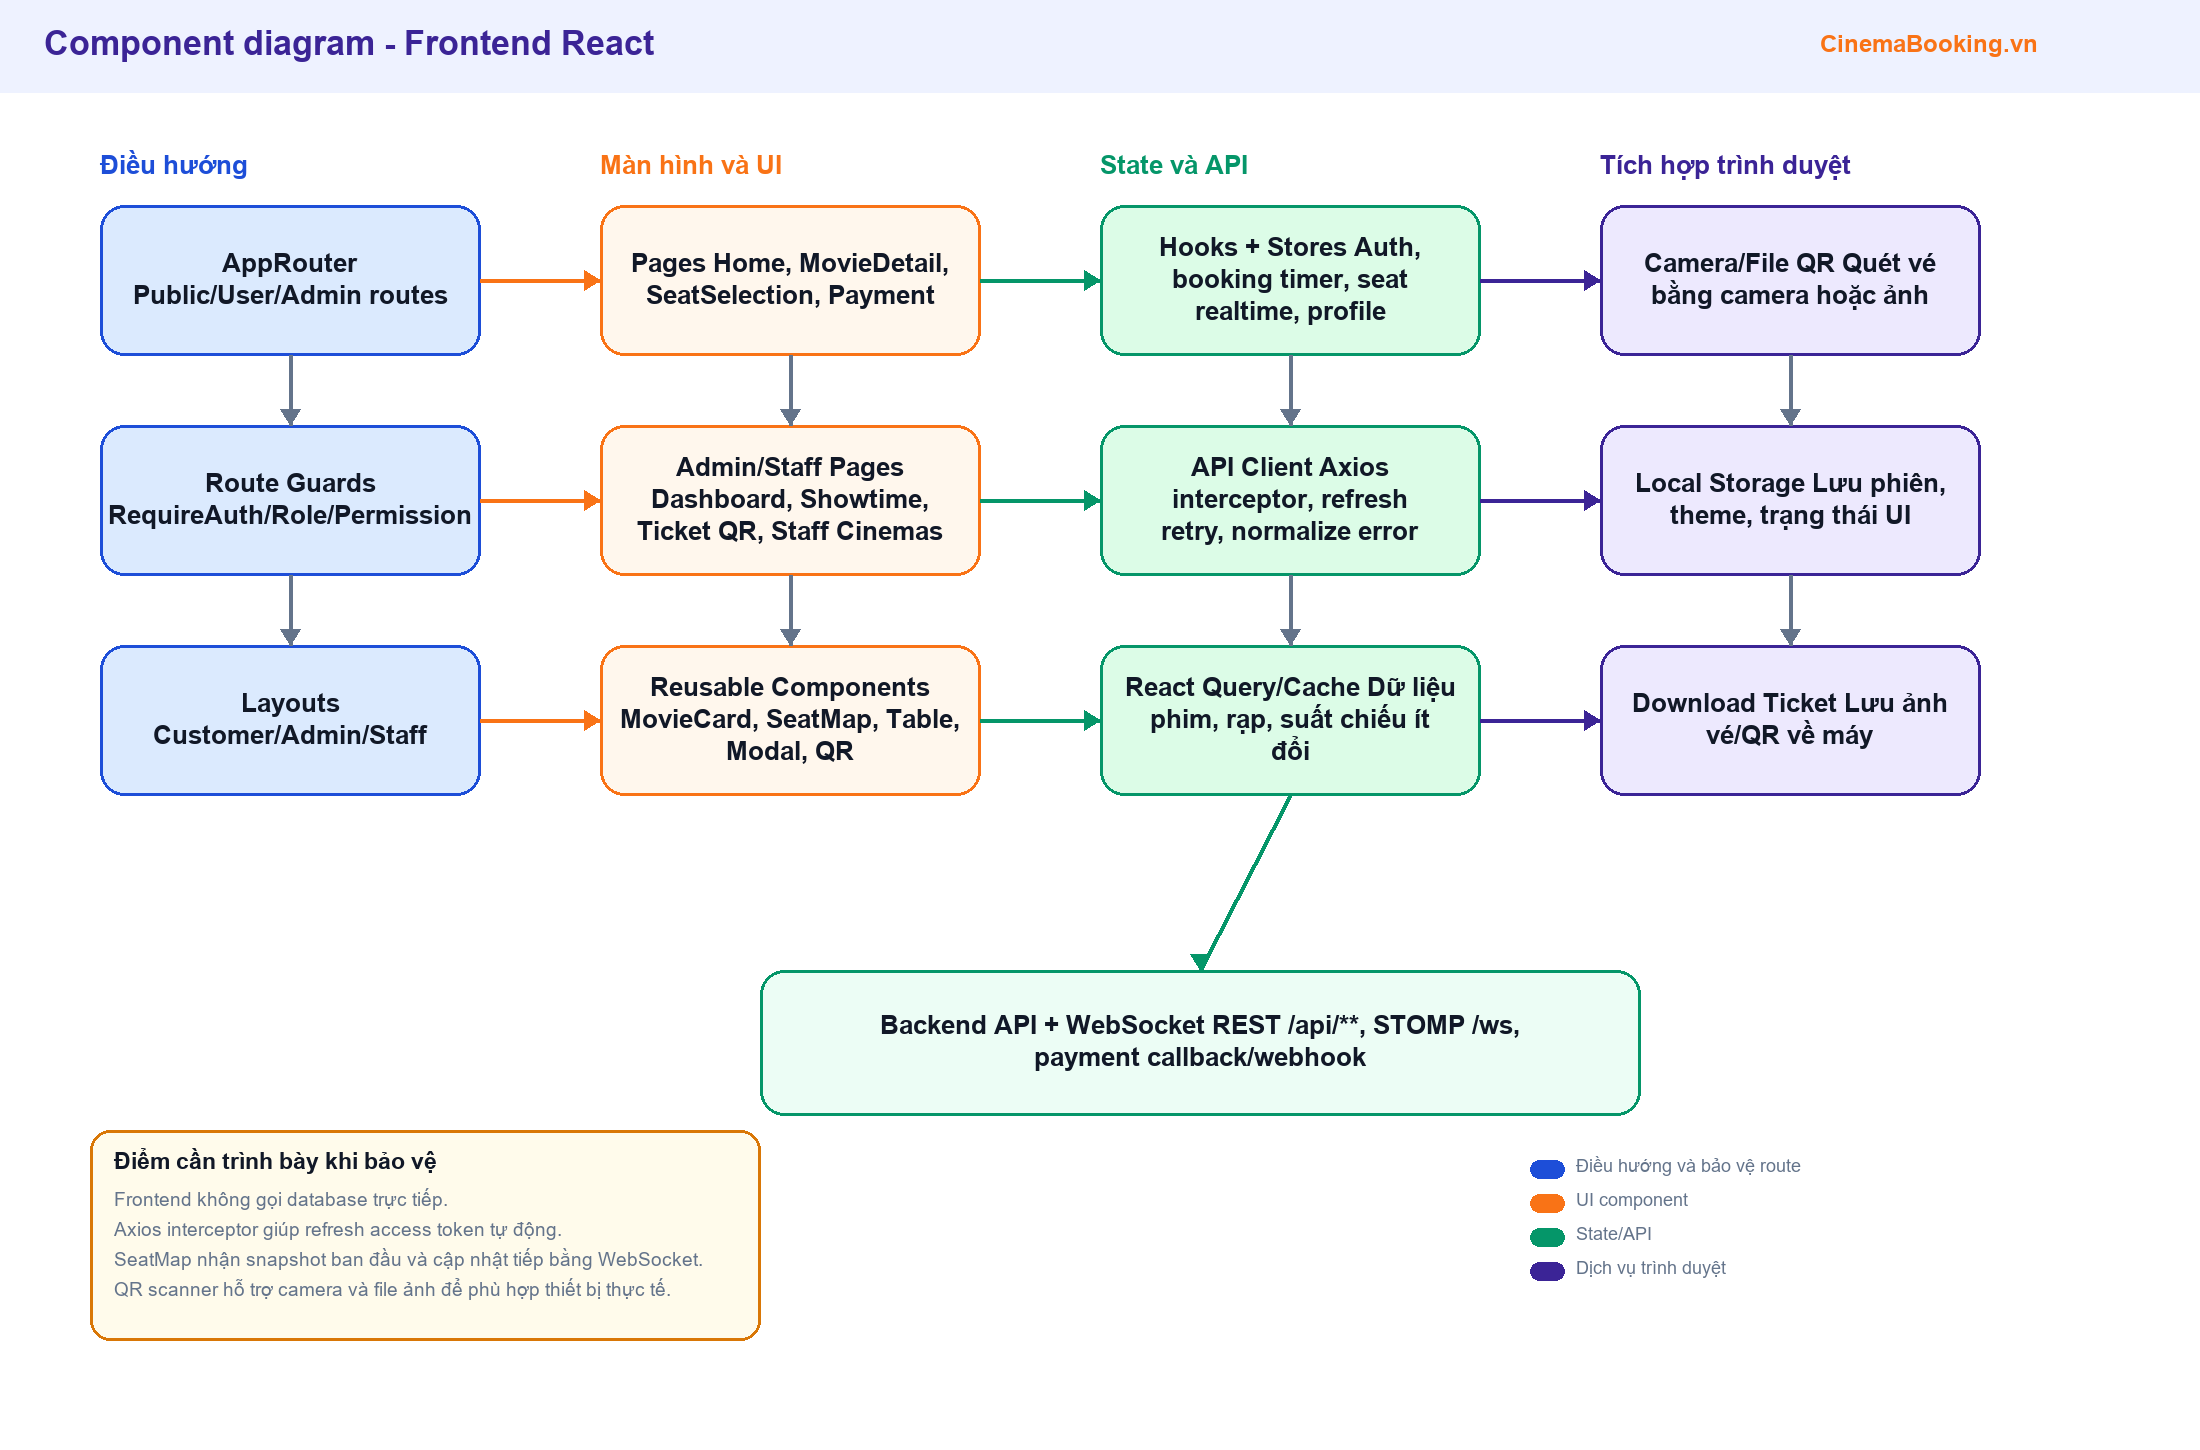 Component diagram - Frontend React
CinemaBooking.vn
Điều hướng
Màn hình và UI
State và API
Tích hợp trình duyệt
AppRouter
Public/User/Admin routes
Pages Home, MovieDetail,
SeatSelection, Payment
Hooks + Stores Auth,
booking timer, seat
realtime, profile
Camera/File QR Quét vé
bằng camera hoặc ảnh
Route Guards
RequireAuth/Role/Permission
Admin/Staff Pages
Dashboard, Showtime,
Ticket QR, Staff Cinemas
API Client Axios
interceptor, refresh
retry, normalize error
Local Storage Lưu phiên,
theme, trạng thái UI
Layouts
Customer/Admin/Staff
Reusable Components
MovieCard, SeatMap, Table,
Modal, QR
React Query/Cache Dữ liệu
phim, rạp, suất chiếu ít
đổi
Download Ticket Lưu ảnh
vé/QR về máy
Backend API + WebSocket REST /api/**, STOMP /ws,
payment callback/webhook
Điểm cần trình bày khi bảo vệ
Frontend không gọi database trực tiếp.
Axios interceptor giúp refresh access token tự động.
SeatMap nhận snapshot ban đầu và cập nhật tiếp bằng WebSocket.
QR scanner hỗ trợ camera và file ảnh để phù hợp thiết bị thực tế.
Điều hướng và bảo vệ route
UI component
State/API
Dịch vụ trình duyệt